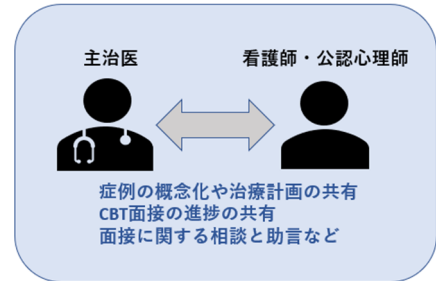 主治医
看護師・公認心理師
症例の概念化や治療計画の共有
CBT面接の進捗の共有
面接に関する相談と助言など